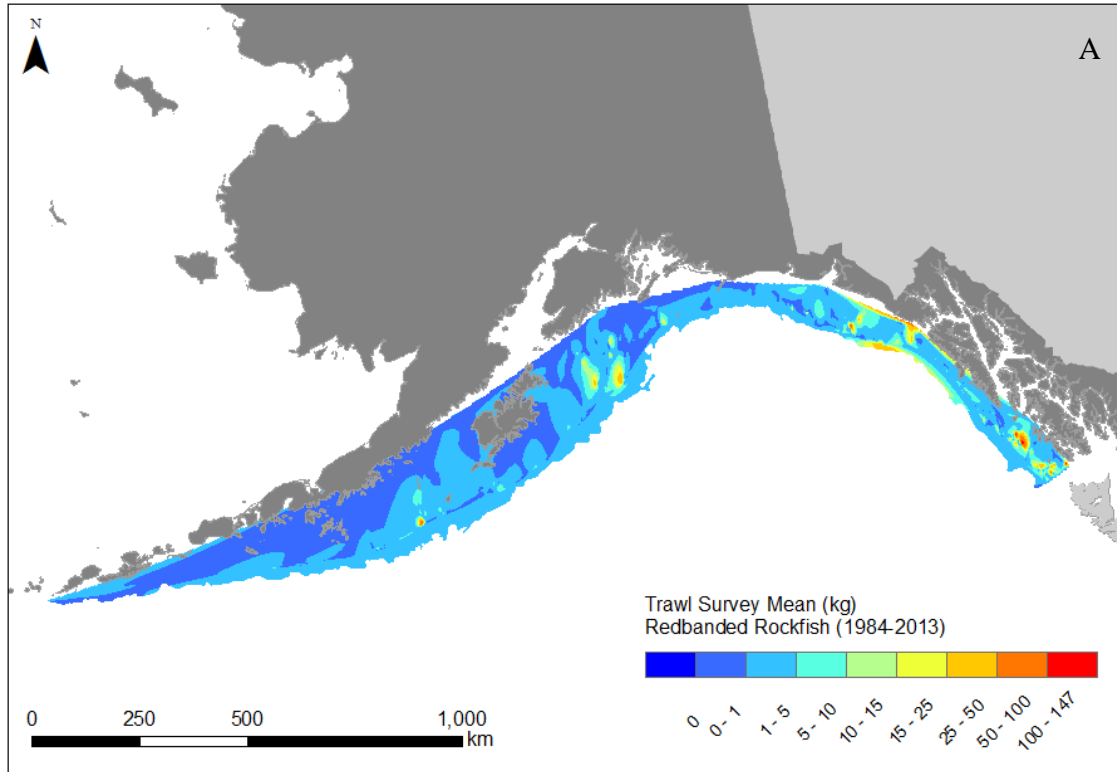 N
A
Trawl Survey Mean (kg)
Redbanded Rockfish (1984-2013)
0
0 - 1
1 - 5
5 - 10
10 - 15
15 - 25
25 - 50
50 - 100
100 - 147
0 250 500 1,000
km